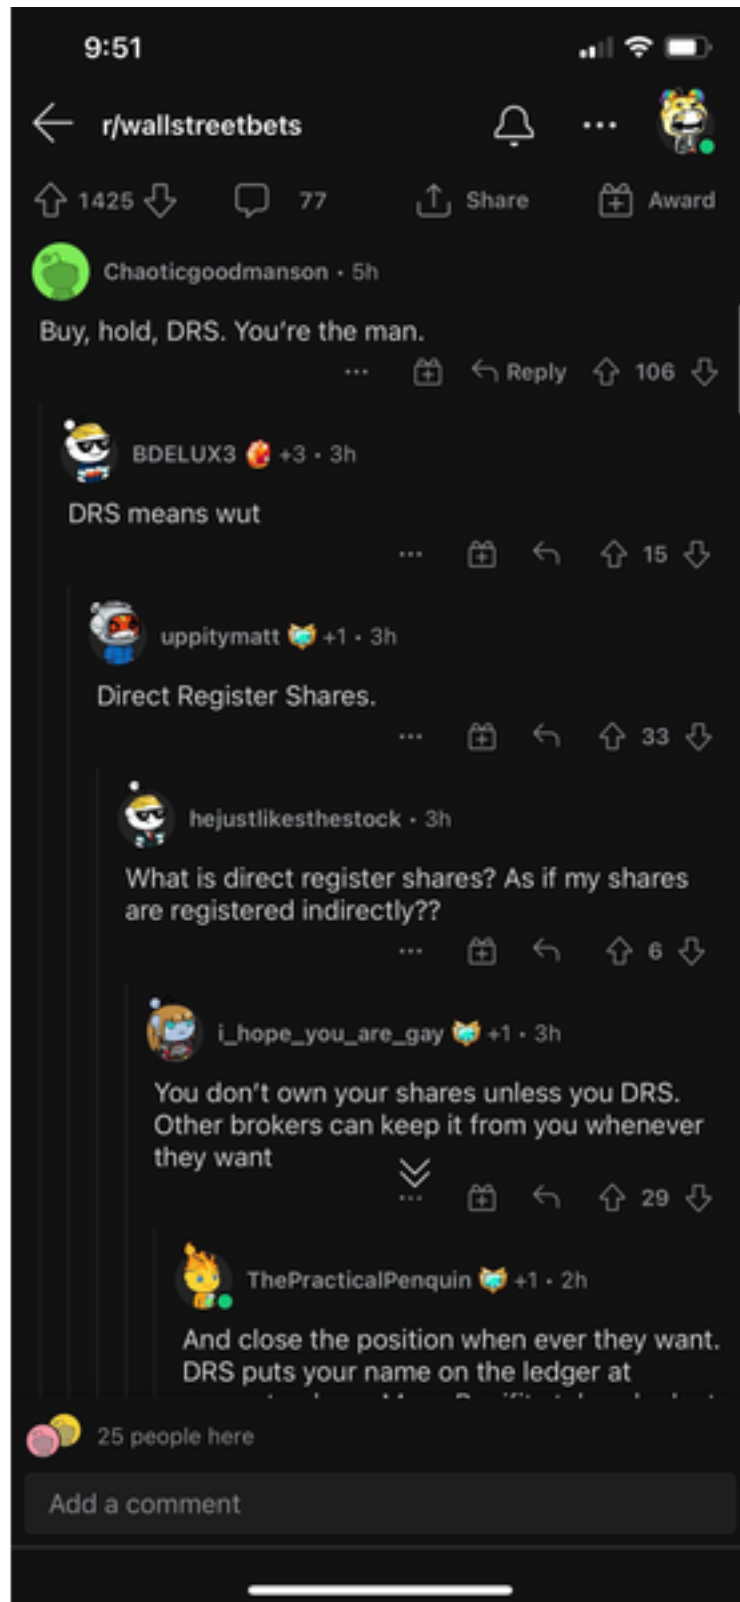 9:51
r/wallstreetbets
1425
77
Share
Award
Chaoticgoodmanson • 5h
Buy, hold, DRS. You're the man.
Reply
106
BDELUX3 +3 • 3h
DRS means wut
15
uppitymatt +1 • 3h
Direct Register Shares.
33
hejustlikesthestock • 3h
What is direct register shares? As if my shares
are registered indirectly??
6
i_hope_you_are_gay +1 • 3h
You don't own your shares unless you DRS.
Other brokers can keep it from you whenever
they want
29
ThePracticalPenquin +1 • 2h
And close the position when ever they want.
DRS puts your name on the ledger at
25 people here
Add a comment